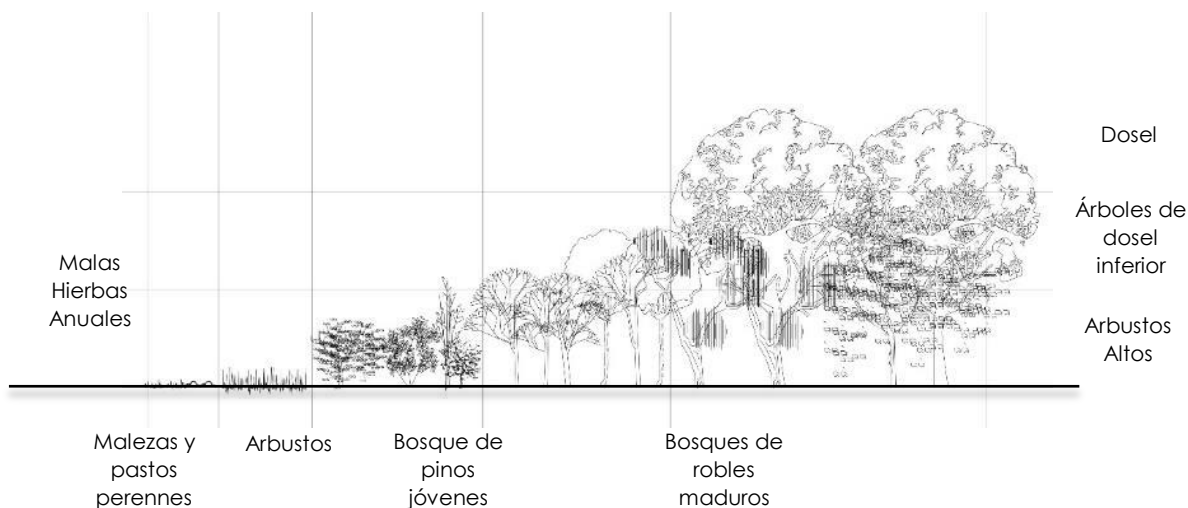 Dosel
Árboles de
dosel
inferior
Malas
Hierbas
Anuales
Arbustos
Altos
Malezas y
pastos
perennes
Arbustos
Bosque de
pinos
jóvenes
Bosques de
robles
maduros